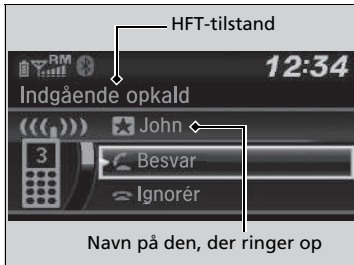 HFT-tilstand
RM
12:34
Indgående opkald
John
3
Besvar
Ignorér
Navn på den, der ringer op